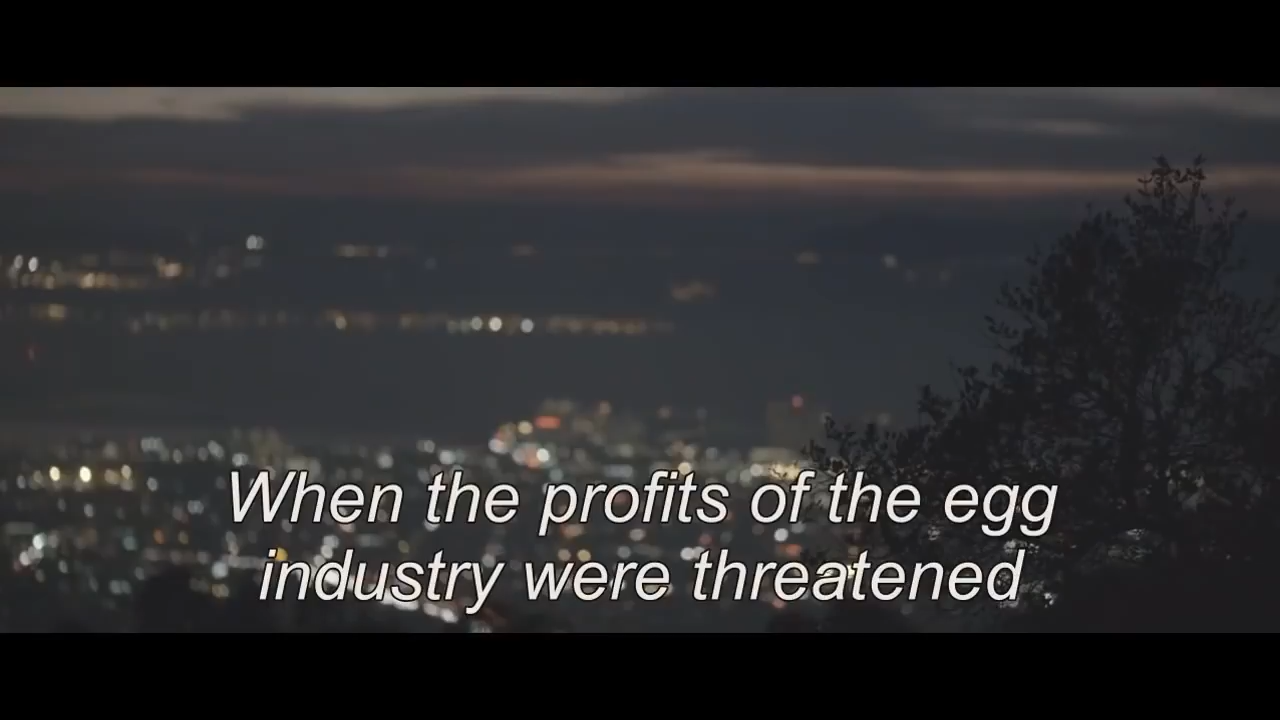 When the profits of the egg
industry were threatened